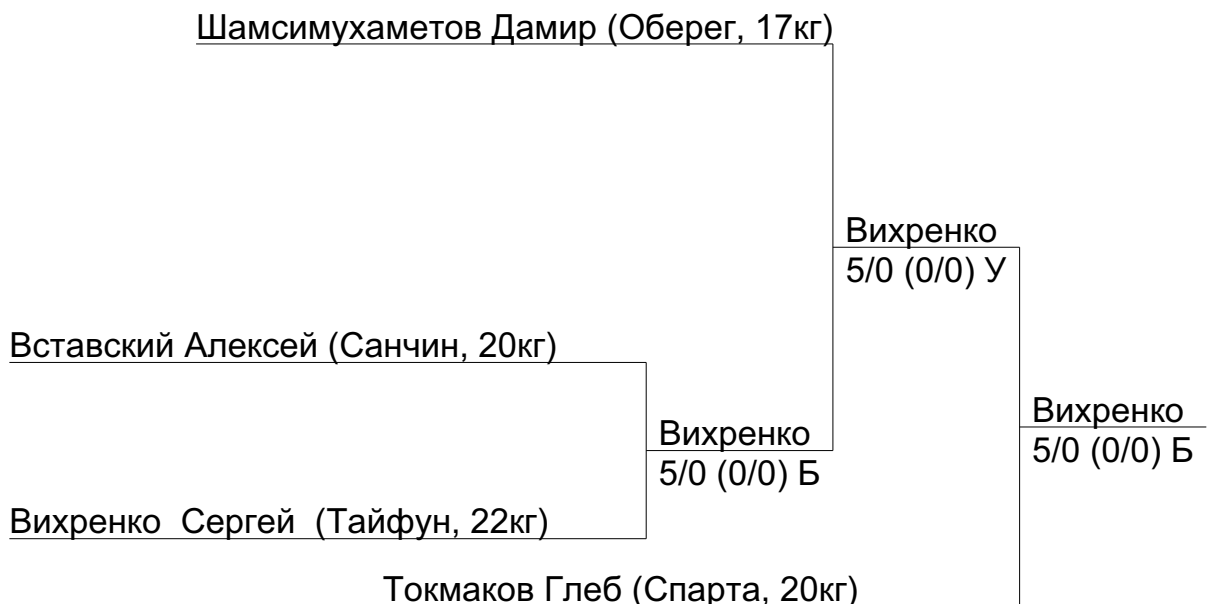 Шамсимухаметов Дамир (Оберег, 17кг)
Вихренко
5/0 (0/0) У
Вставский Алексей (Санчин, 20кг)
Вихренко
5/0 (0/0) Б
Вихренко
5/0 (0/0) Б
Вихренко  Сергей  (Тайфун, 22кг)
Токмаков Глеб (Спарта, 20кг)